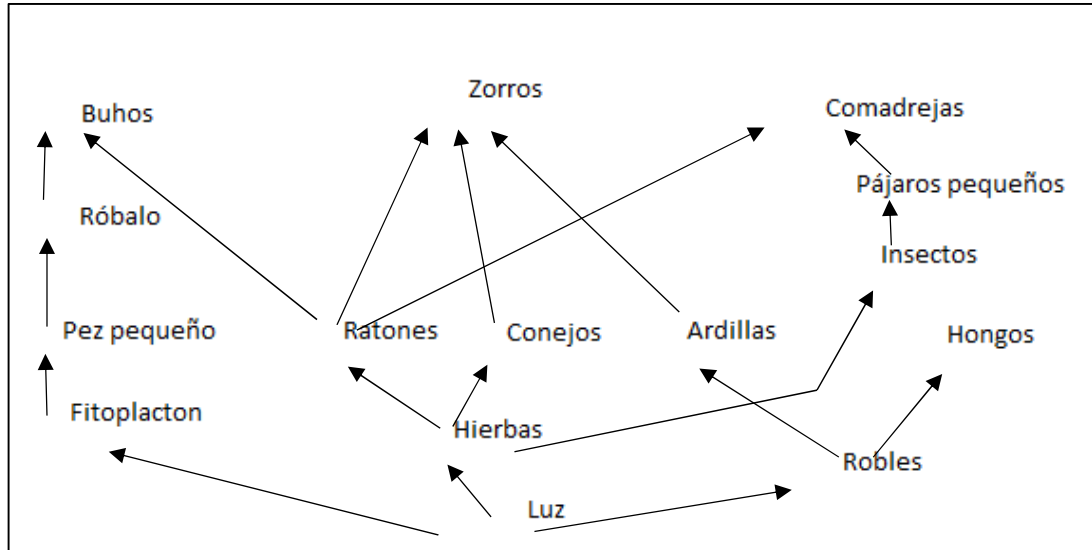 Zorros
Buhos
Comadrejas
Pájaros pequeños
Róbalo
Insectos
Pez pequeño
Ratones
Conejos
Ardillas
Hongos
Fitoplacton
Hierbas
Robles
Luz